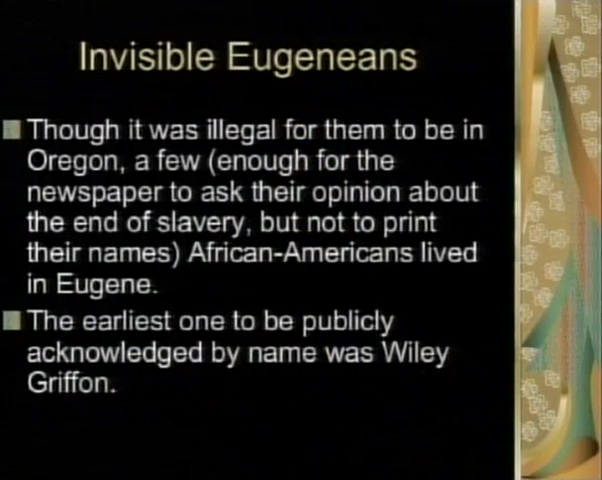 Invisible Eugeneans
Though it was illegal for them to be in
Oregon, a few (enough for the
newspaper to ask their opinion about
the end of slavery, but not to print
their names) African-Americans lived
in Eugene.
The earliest one to be publicly
acknowledged by name was Wiley
Griffon.